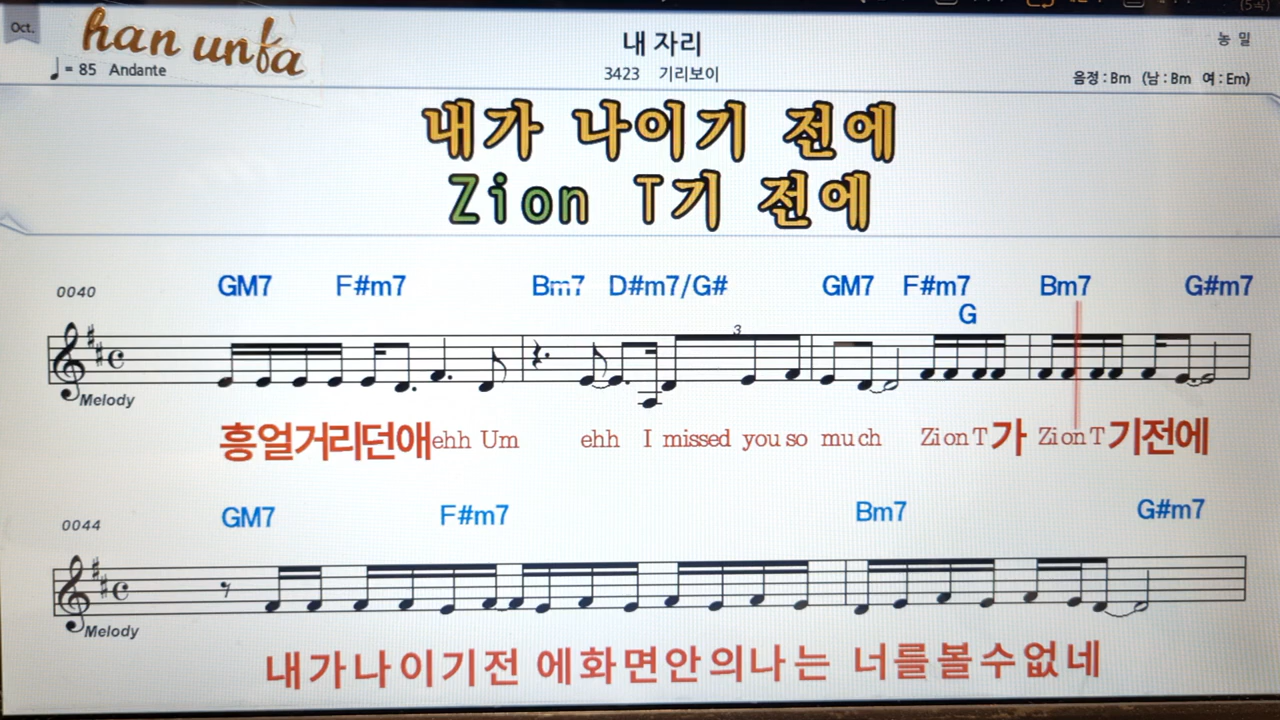 (5곡)
Oct.
han unfa
내 자리
농 밀
♩= 85 Andante
3423 기리보이
음정 : Bm (남 : Bm 여 : Em)
내가 나이기 전에
Zion T기 전에
0040
GM7 F#m7 Bm7 D#m7/G# GM7 F#m7 Bm7 G#m7
G
3
Melody
흥얼거리던애ehh Um ehh I missed you so much Zion T가 Zion T기전에
0044
GM7 F#m7 Bm7 G#m7
Melody
내가나이기전 에화면안의나는 너를볼수없네